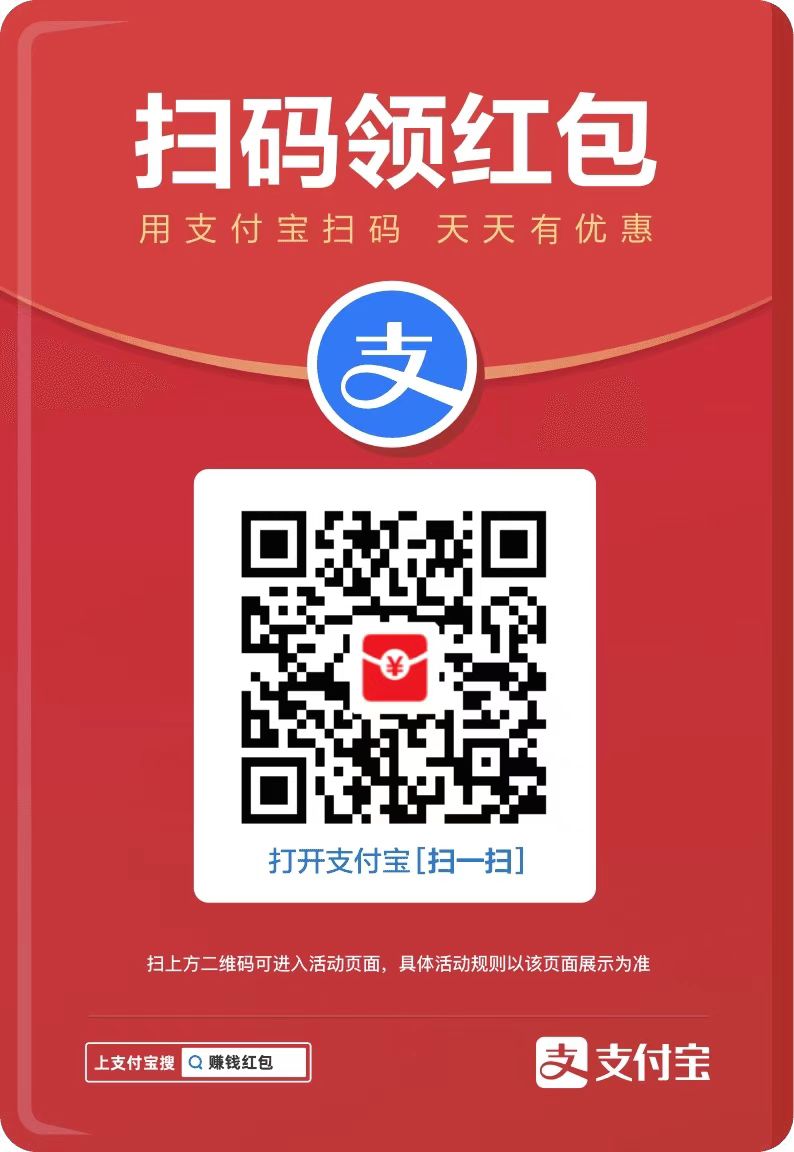 扫码领红包
用支付宝扫码 天天有优惠
支
¥
打开支付宝[扫一扫]
扫上方二维码可进入活动页面，具体活动规则以该页面展示为准
上支付宝搜 赚钱红包
支 支付宝